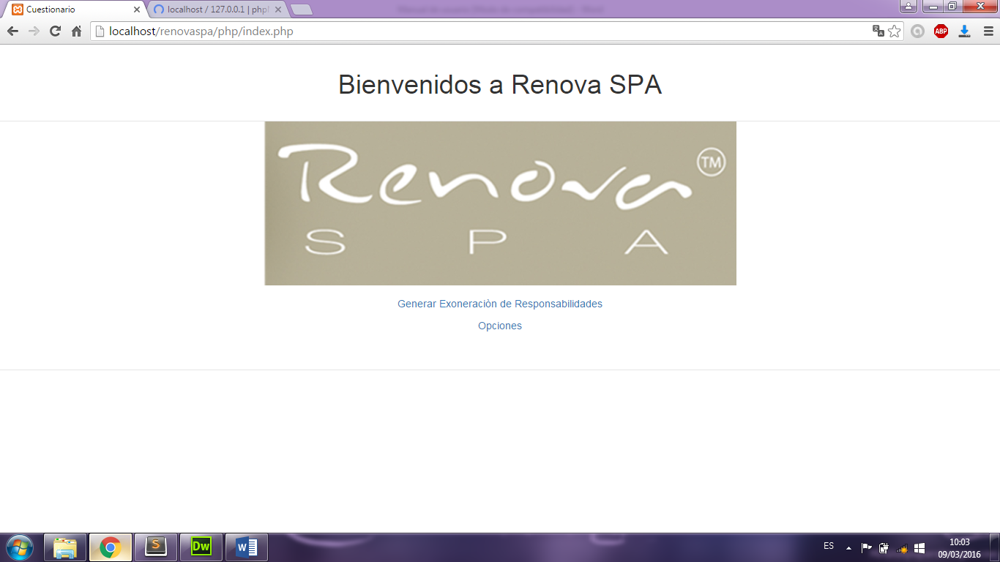 Cuestionario
localhost / 127.0.0.1 | php
localhost/renovaspa/php/index.php
ABP
Bienvenidos a Renova SPA
Renova TM
S P A
Generar Exoneraciòn de Responsabilidades
Opciones
S
Dw
W
ES
10:03
09/03/2016